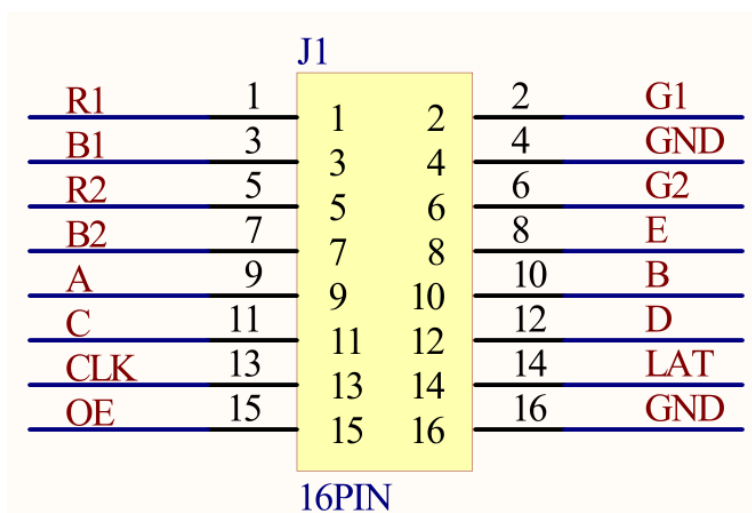 J1
R1 1 1 2 2 G1
B1 3 3 4 4 GND
R2 5 5 6 6 G2
B2 7 7 8 8 E
A 9 9 10 10 B
C 11 11 12 12 D
CLK 13 13 14 14 LAT
OE 15 15 16 16 GND
16PIN